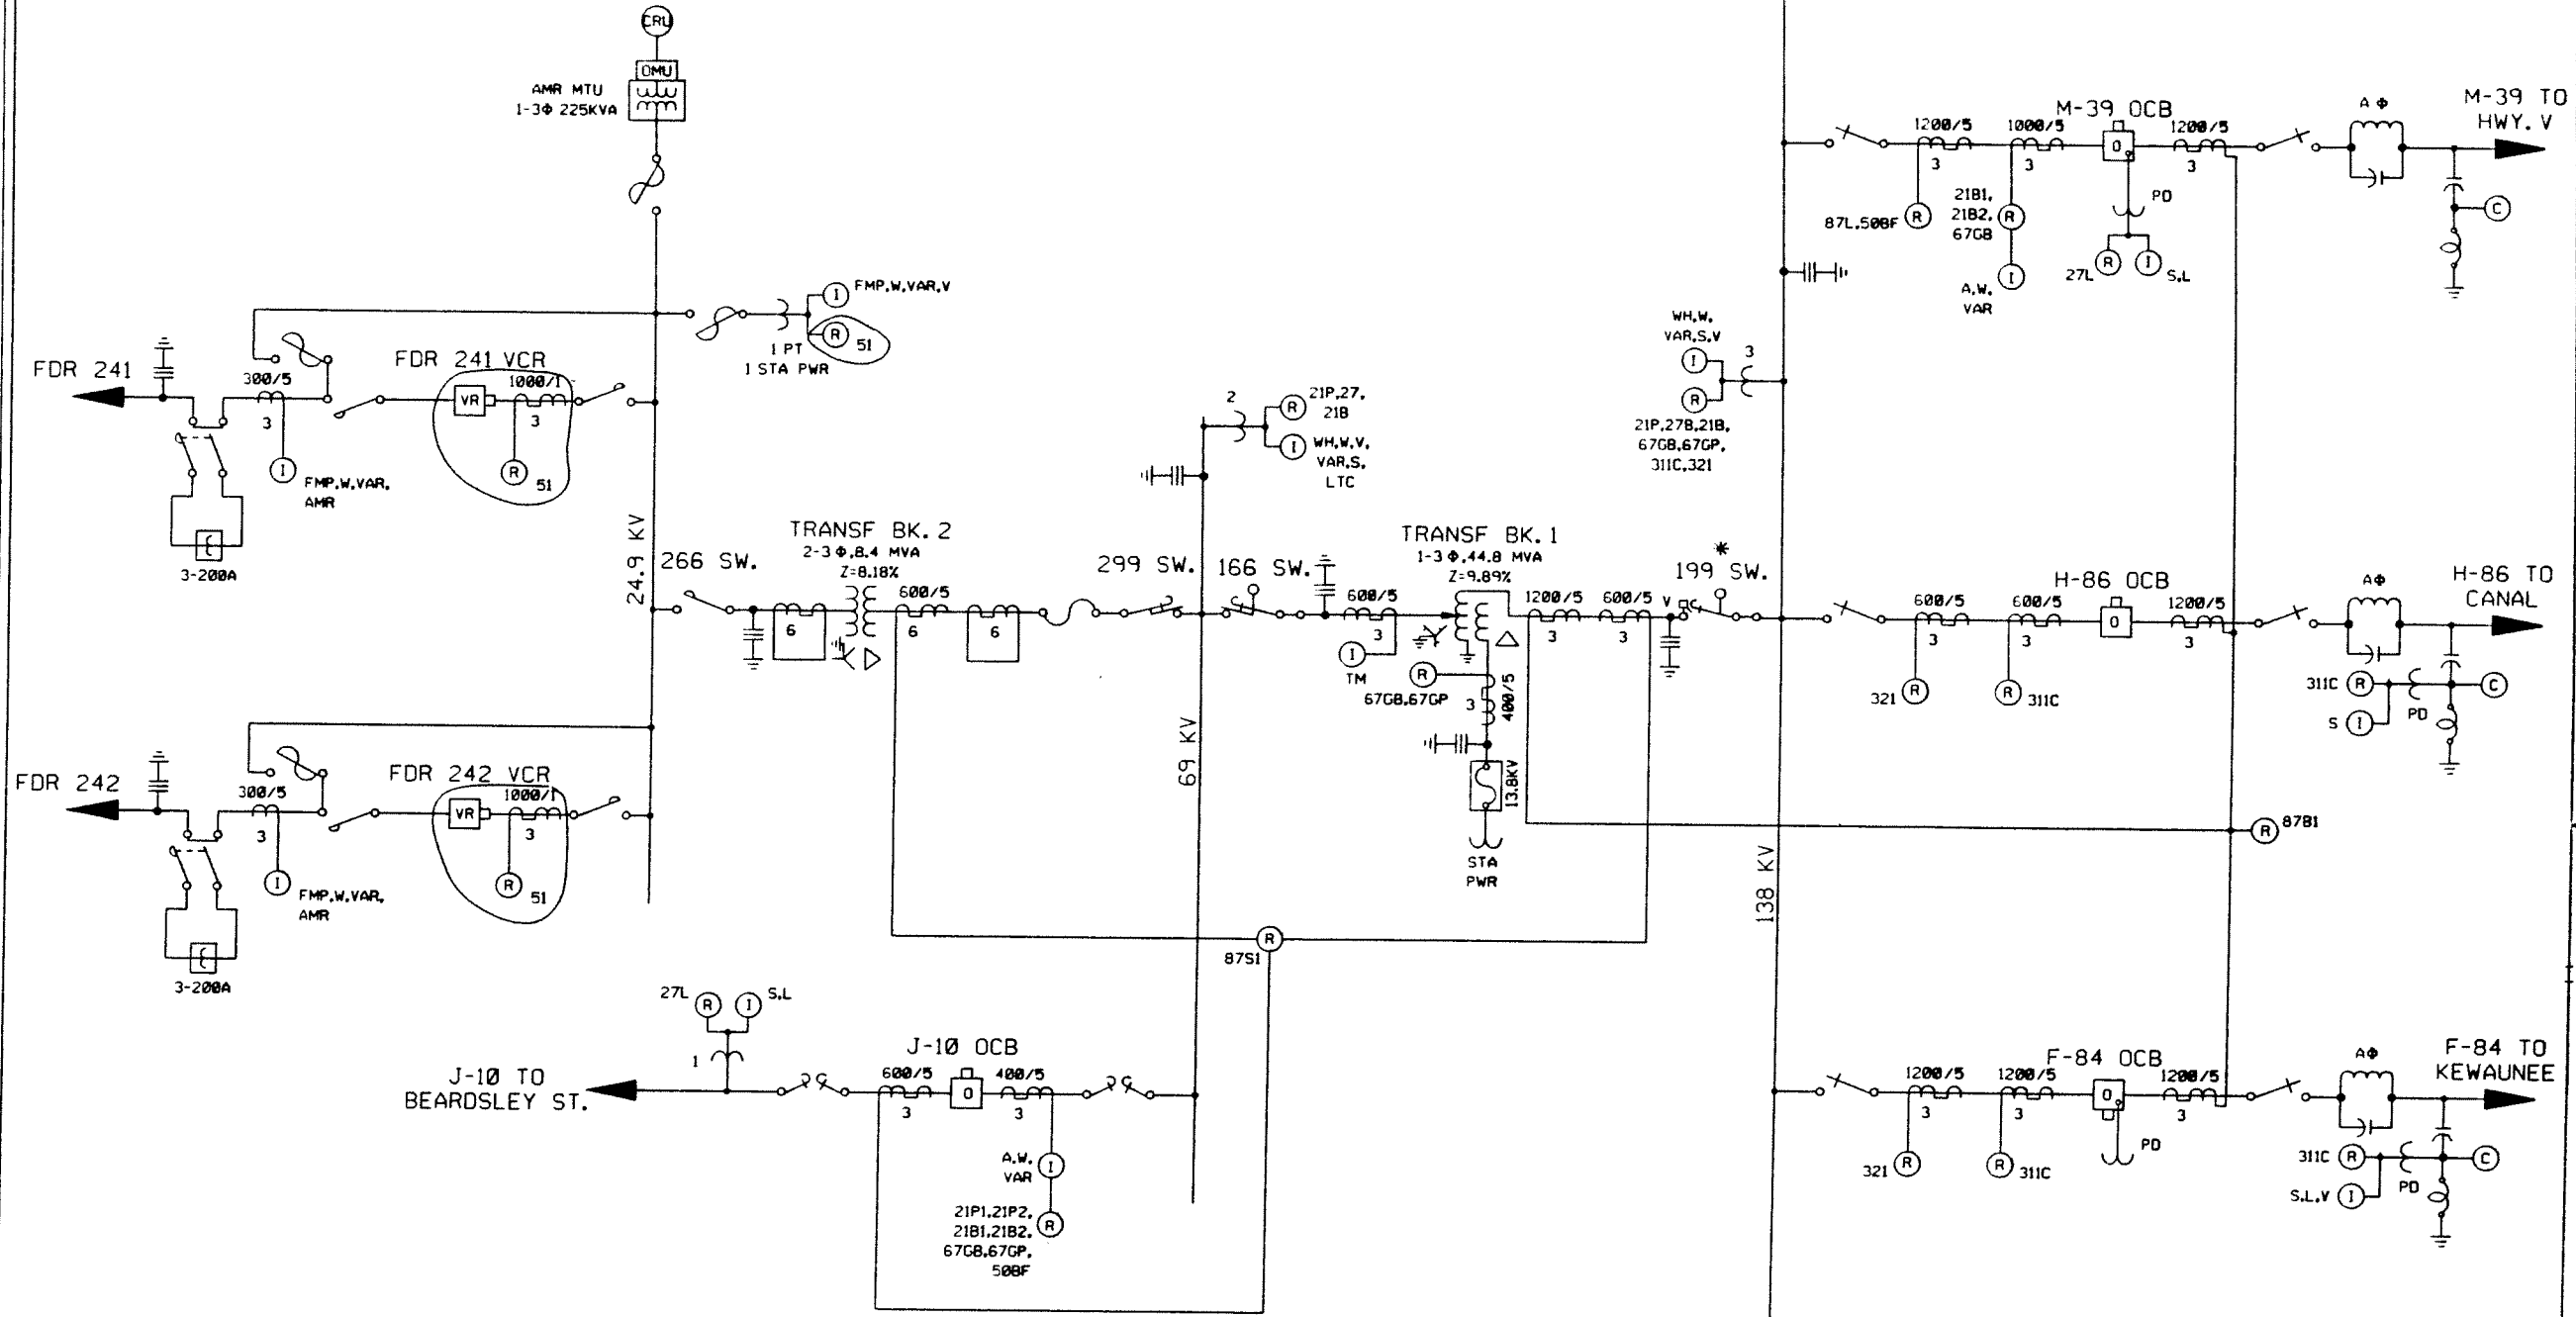 CRU
OMU
AMR MTU
1-3Φ 225KVA
FMP,W,VAR,V
R
51
I
1 PT
1 STA PWR
FDR 241
300/5
3
I
FMP,W,VAR,
AMR
3-200A
FDR 241 VCR
VR
1000/1
3
R
51
24.9 KV
FDR 242
300/5
3
I
FMP,W,VAR,
AMR
3-200A
FDR 242 VCR
VR
1000/1
3
R
51
266 SW.
6
TRANSF BK. 2
2-3Φ,8.4 MVA
Z=8.18%
600/5
6
6
299 SW.
2
R
21P,27,
21B
I
WH,W,V,
VAR,S,
LTC
69 KV
166 SW.
600/5
3
I
TM
TRANSF BK. 1
1-3Φ,44.8 MVA
Z=9.89%
R
67GB,67GP
3
400/5
13.8KV
STA
PWR
1200/5
3
600/5
3
V
*
199 SW.
WH,W,
VAR,S,V
I
3
R
21P,27B,21B,
67GB,67GP,
311C,321
138 KV
R
87S1
R
87B1
27L
R
I
S,L
1
J-10 TO
BEARDSLEY ST.
J-10 OCB
600/5
3
O
400/5
3
A,W,
VAR
I
21P1,21P2,
21B1,21B2,
67GB,67GP,
50BF
R
M-39 OCB
1200/5
3
87L,50BF
R
1000/5
3
21B1,
21B2,
67GB
R
A,W,
VAR
I
O
PD
27L
R
I
S,L
1200/5
3
AΦ
M-39 TO
HWY. V
C
H-86 OCB
600/5
3
321
R
600/5
3
R
311C
O
1200/5
3
AΦ
H-86 TO
CANAL
311C
R
S
I
PD
C
F-84 OCB
1200/5
3
321
R
1200/5
3
R
311C
O
PD
1200/5
3
AΦ
F-84 TO
KEWAUNEE
311C
R
S,L,V
I
PD
C